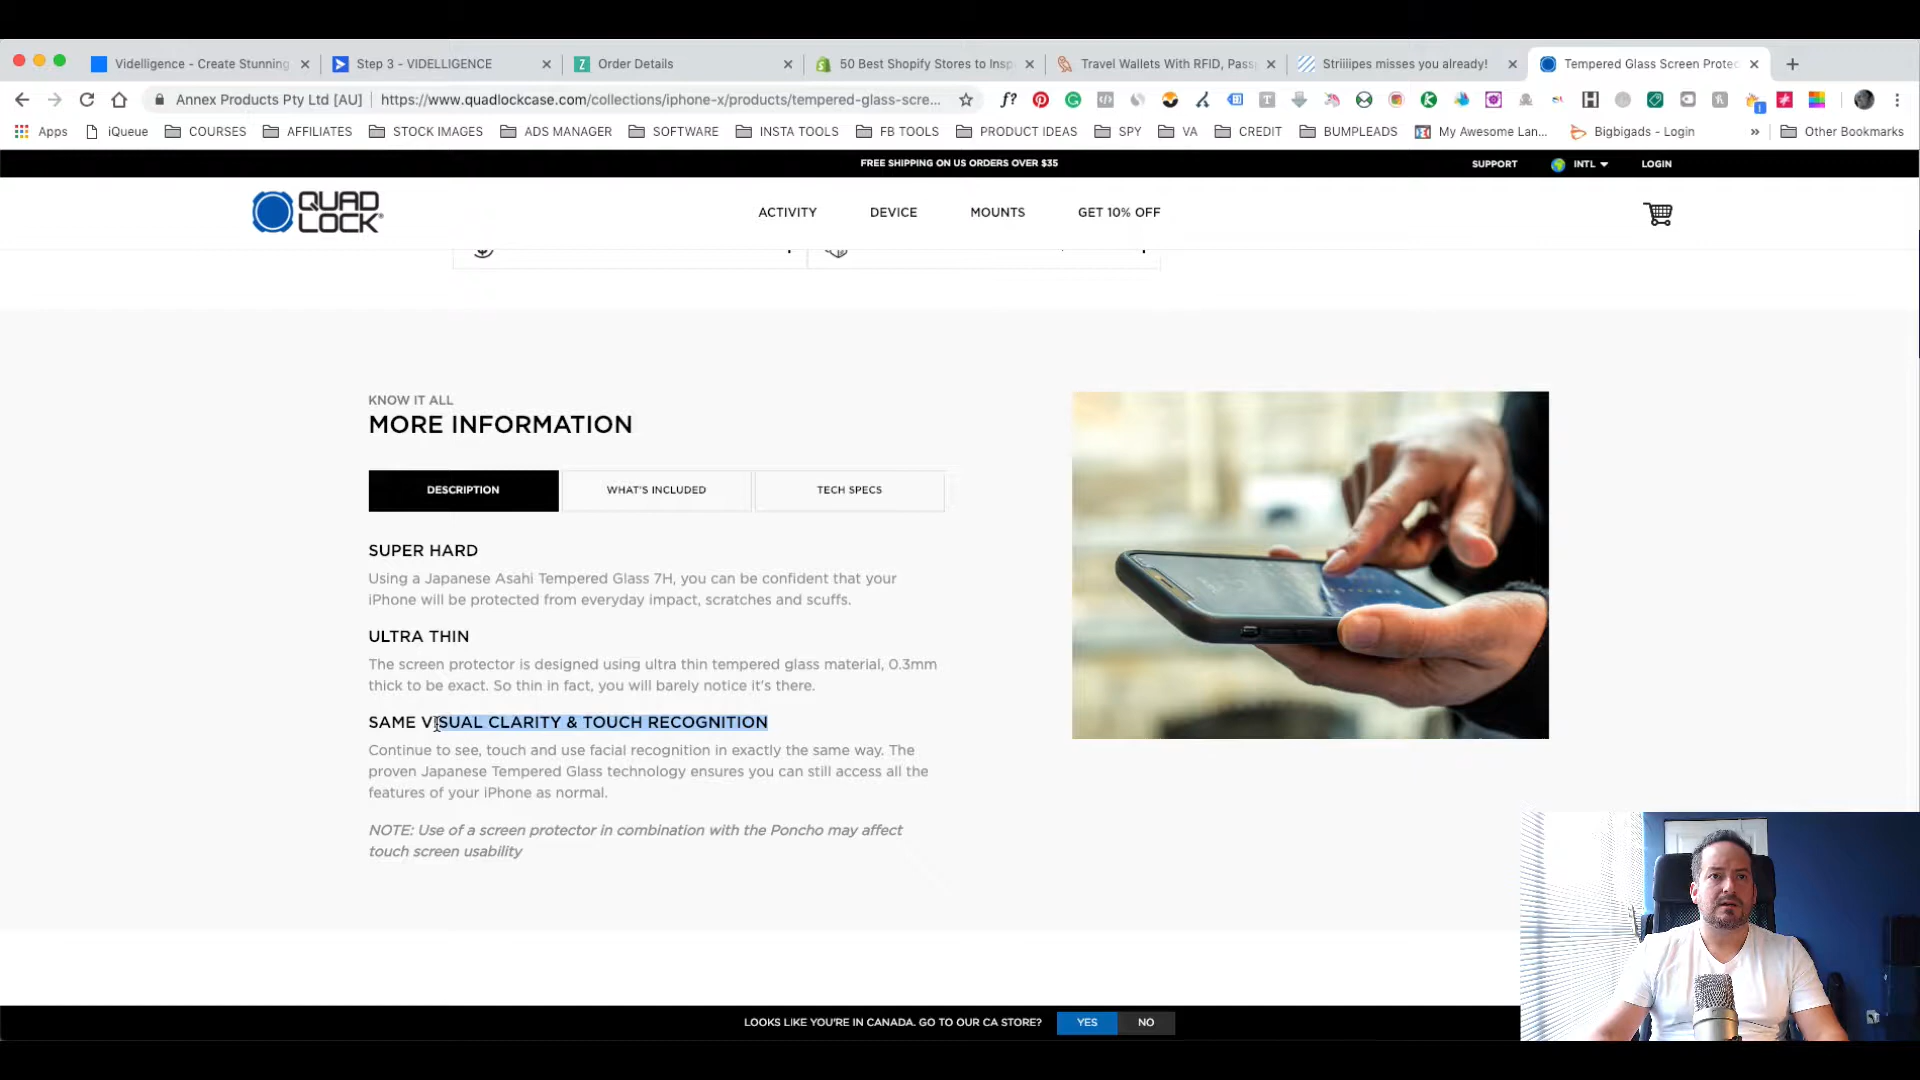 Videlligence - Create Stunning
Step 3 - VIDELLIGENCE
Order Details
50 Best Shopify Stores to Insp
Travel Wallets With RFID, Pass
Striiiipes misses you already!
Tempered Glass Screen Protec
Annex Products Pty Ltd [AU] | https://www.quadlockcase.com/collections/iphone-x/products/tempered-glass-scre...
Apps iQueue COURSES AFFILIATES STOCK IMAGES ADS MANAGER SOFTWARE INSTA TOOLS FB TOOLS PRODUCT IDEAS SPY VA CREDIT BUMPLEADS My Awesome Lan... Bigbigads - Login » Other Bookmarks
FREE SHIPPING ON US ORDERS OVER $35
SUPPORT INTL LOGIN
QUAD
LOCK®
ACTIVITY DEVICE MOUNTS GET 10% OFF
KNOW IT ALL
MORE INFORMATION
DESCRIPTION WHAT'S INCLUDED TECH SPECS
SUPER HARD
Using a Japanese Asahi Tempered Glass 7H, you can be confident that your
iPhone will be protected from everyday impact, scratches and scuffs.
ULTRA THIN
The screen protector is designed using ultra thin tempered glass material, 0.3mm
thick to be exact. So thin in fact, you will barely notice it's there.
SAME VISUAL CLARITY & TOUCH RECOGNITION
Continue to see, touch and use facial recognition in exactly the same way. The
proven Japanese Tempered Glass technology ensures you can still access all the
features of your iPhone as normal.
NOTE: Use of a screen protector in combination with the Poncho may affect
touch screen usability
LOOKS LIKE YOU'RE IN CANADA. GO TO OUR CA STORE? YES NO